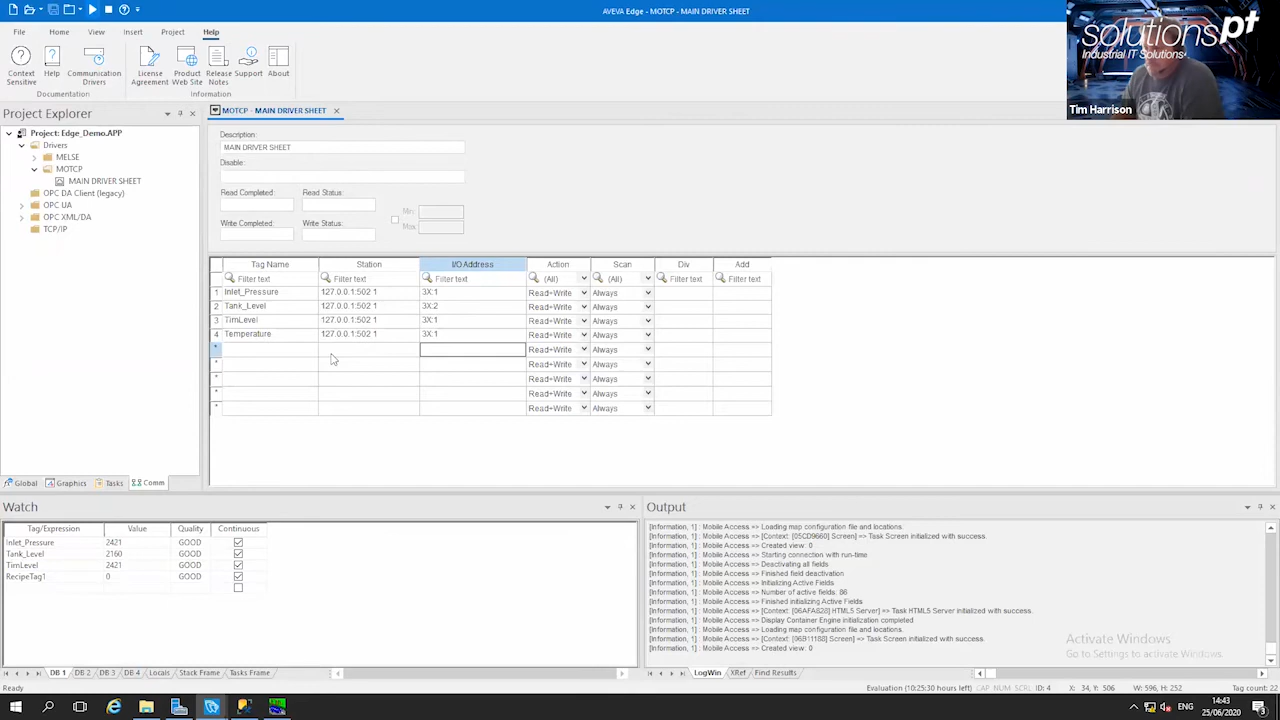 AVEVA Edge - MOTCP - MAIN DRIVER SHEET
File Home View Insert Project Help
Context Sensitive
Help
Communication Drivers
License Agreement
Product Web Site
Release Notes
Support
About
Documentation
Information
solutionspt
Industrial IT Solutions
Tim Harrison
Project Explorer
Project: Edge_Demo.APP
Drivers
MELSE
MOTCP
MAIN DRIVER SHEET
OPC DA Client (legacy)
OPC UA
OPC XML/DA
TCP/IP
Global Graphics Tasks Comm
MOTCP - MAIN DRIVER SHEET
Description:
MAIN DRIVER SHEET
Disable:
Read Completed: Read Status:
Write Completed: Write Status:
Min:
Max:
Tag Name Station I/O Address Action Scan Div Add
Filter text Filter text Filter text (All) (All) Filter text Filter text
1 Inlet_Pressure 127.0.0.1:502 1 3X:1 Read+Write Always
2 Tank_Level 127.0.0.1:502 1 3X:2 Read+Write Always
3 TimLevel 127.0.0.1:502 1 3X:1 Read+Write Always
4 Temperature 127.0.0.1:502 1 3X:1 Read+Write Always
* Read+Write Always
* Read+Write Always
* Read+Write Always
* Read+Write Always
* Read+Write Always
Watch
Tag/Expression Value Quality Continuous
Inlet_Pressure 2421 GOOD
Tank_Level 2160 GOOD
TimLevel 2421 GOOD
RecipeTag1 0 GOOD
DB 1 DB 2 DB 3 DB 4 Locals Stack Frame Tasks Frame
Output
[Information, 1] : Mobile Access => Loading map configuration file and locations.
[Information, 1] : Mobile Access => [Context: [05CD9660] Screen] => Task Screen initialized with success.
[Information, 1] : Mobile Access => Created view: 0
[Information, 1] : Mobile Access => Starting connection with run-time
[Information, 1] : Mobile Access => Deactivating all fields
[Information, 1] : Mobile Access => Finished field deactivation
[Information, 1] : Mobile Access => Initializing Active Fields
[Information, 1] : Mobile Access => Number of active fields: 86
[Information, 1] : Mobile Access => Finished initializing Active Fields
[Information, 1] : Mobile Access => [Context: [06AFA828] HTML5 Server] => Task HTML5 Server initialized with success.
[Information, 1] : Mobile Access => Display Container Engine initialization completed
[Information, 1] : Mobile Access => Loading map configuration file and locations.
[Information, 1] : Mobile Access => [Context: [06B11188] Screen] => Task Screen initialized with success.
[Information, 1] : Mobile Access => Created view: 0
Activate Windows
Go to Settings to activate Windows.
LogWin XRef Find Results
Ready
Evaluation (10:25:30 hours left) CAP NUM SCRL ID: 4 X: 34, Y: 506 W: 596, H: 252 Tag count: 22
ENG
14:43
25/06/2020